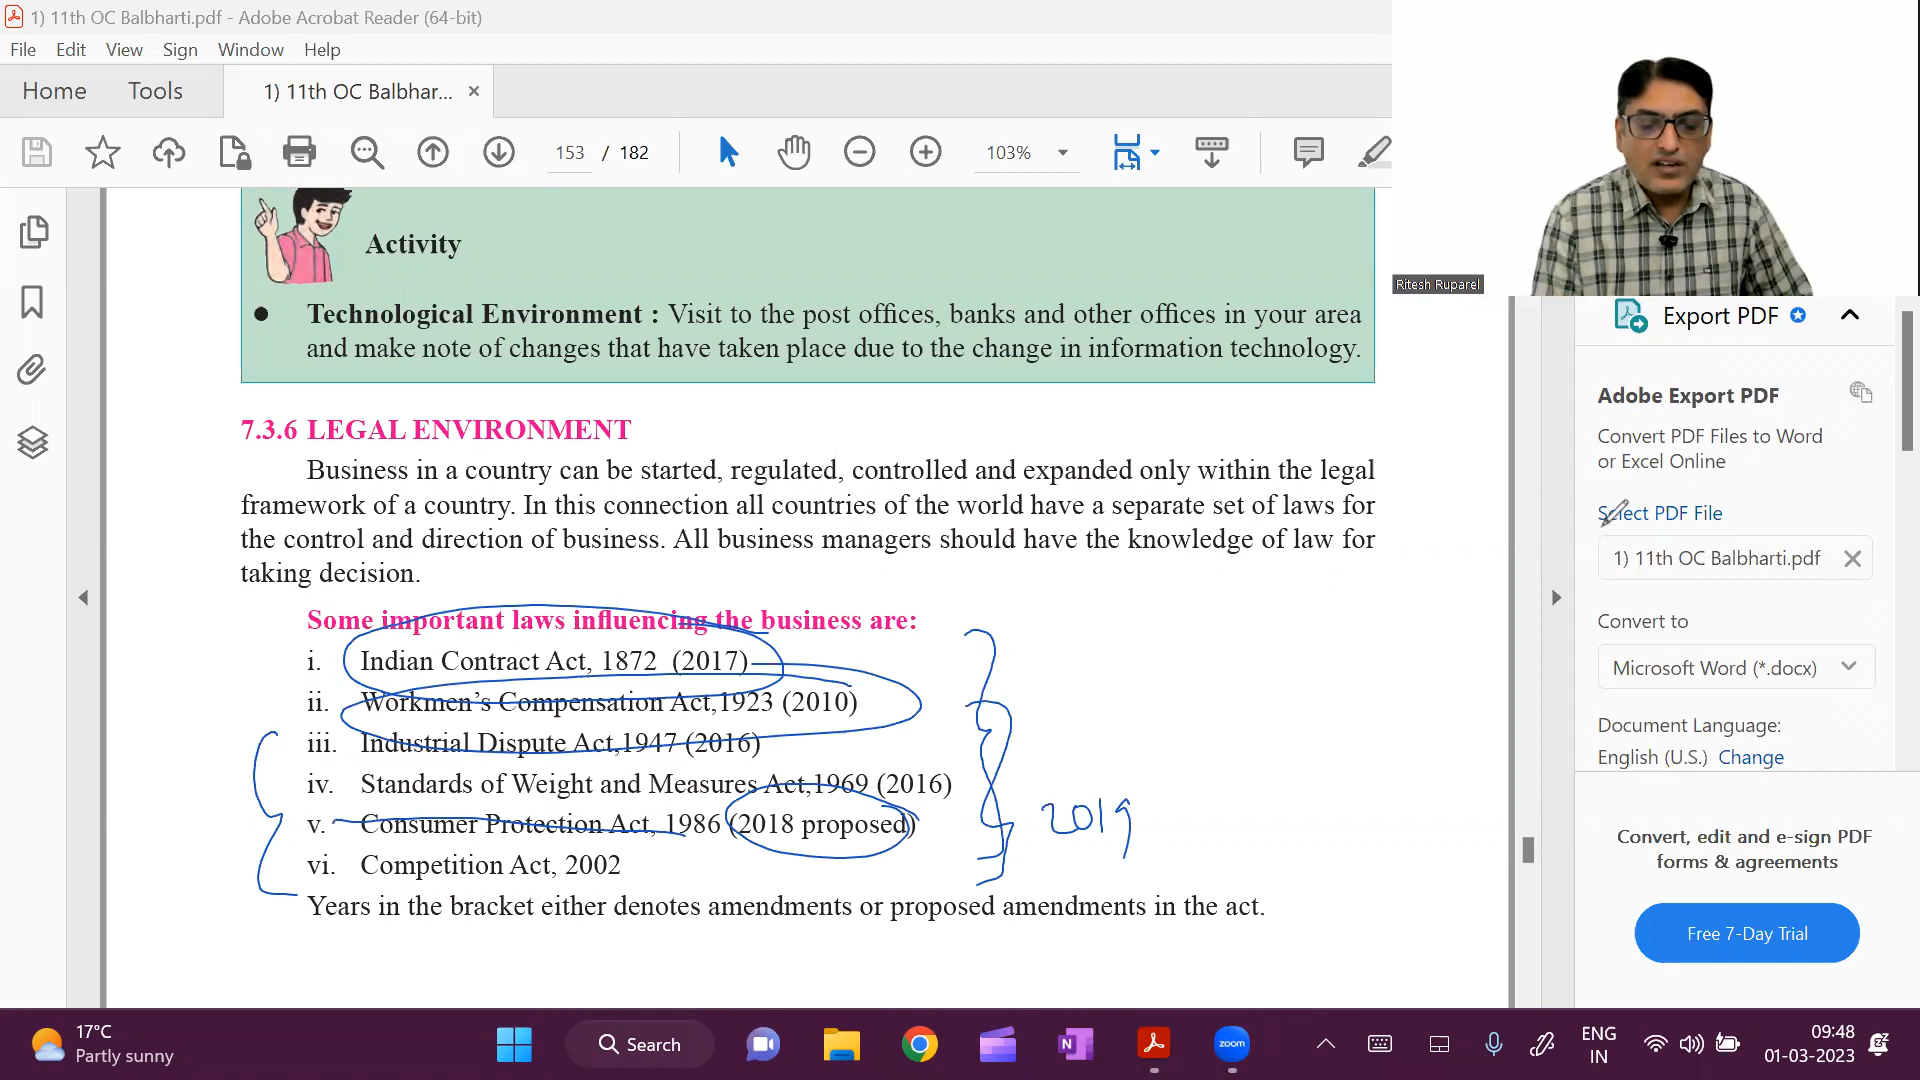 1) 11th OC Balbharti.pdf - Adobe Acrobat Reader (64-bit)
File Edit View Sign Window Help
Home Tools 1) 11th OC Balbhar... ×
153 / 182 103%
Activity
● Technological Environment : Visit to the post offices, banks and other offices in your area
and make note of changes that have taken place due to the change in information technology.
7.3.6 LEGAL ENVIRONMENT
Business in a country can be started, regulated, controlled and expanded only within the legal
framework of a country. In this connection all countries of the world have a separate set of laws for
the control and direction of business. All business managers should have the knowledge of law for
taking decision.
Some important laws influencing the business are:
i. Indian Contract Act, 1872 (2017)
ii. Workmen's Compensation Act,1923 (2010)
iii. Industrial Dispute Act,1947 (2016)
iv. Standards of Weight and Measures Act,1969 (2016)
v. Consumer Protection Act, 1986 (2018 proposed)
2019
vi. Competition Act, 2002
Years in the bracket either denotes amendments or proposed amendments in the act.
Ritesh Ruparel
Export PDF
Adobe Export PDF
Convert PDF Files to Word
or Excel Online
Select PDF File
1) 11th OC Balbharti.pdf
Convert to
Microsoft Word (*.docx)
Document Language:
English (U.S.) Change
Convert, edit and e-sign PDF
forms & agreements
Free 7-Day Trial
17°C
Partly sunny
Search
zoom
ENG
IN
09:48
01-03-2023